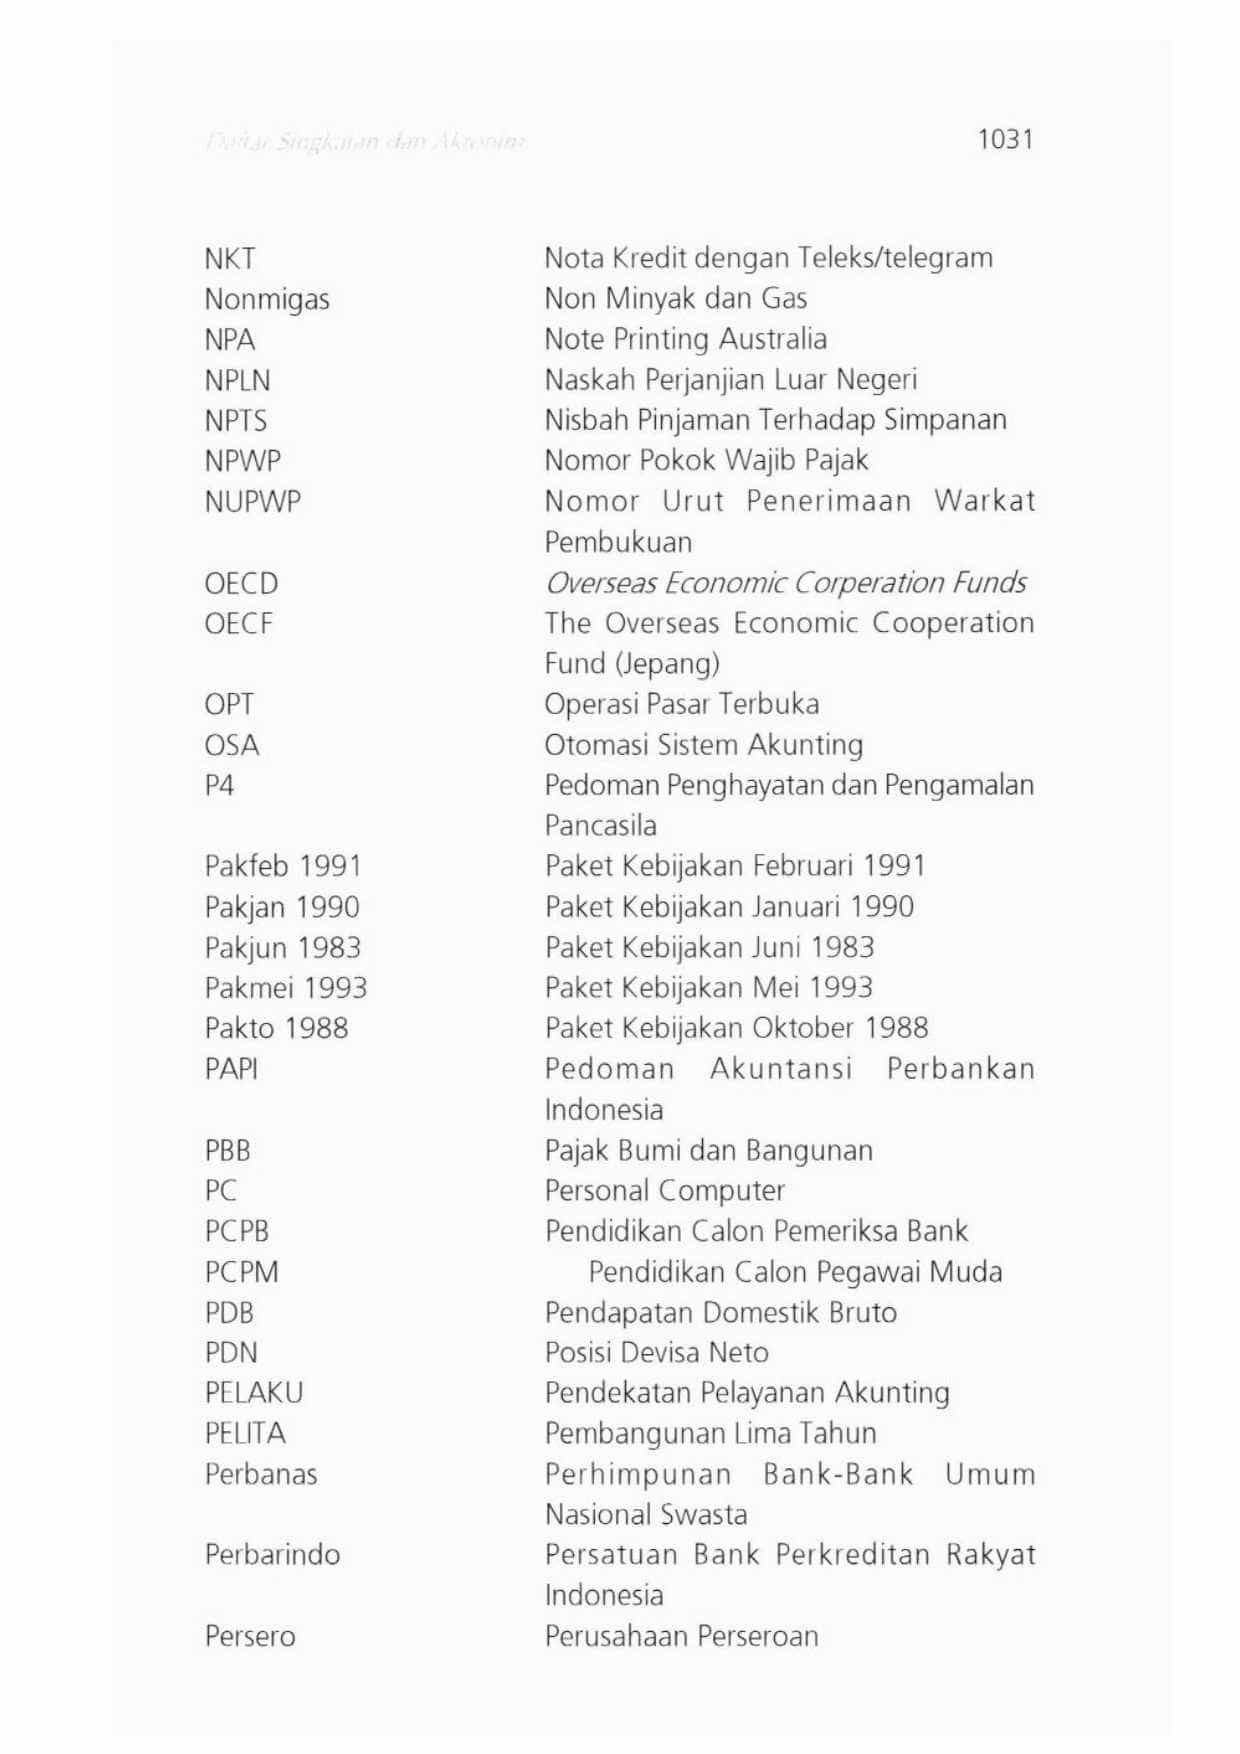 Daftar Singkatan dan Akronim 1031
NKT Nota Kredit dengan Teleks/telegram
Nonmigas Non Minyak dan Gas
NPA Note Printing Australia
NPLN Naskah Perjanjian Luar Negeri
NPTS Nisbah Pinjaman Terhadap Simpanan
NPWP Nomor Pokok Wajib Pajak
NUPWP Nomor Urut Penerimaan Warkat
Pembukuan
OECD Overseas Economic Corperation Funds
OECF The Overseas Economic Cooperation
Fund (Jepang)
OPT Operasi Pasar Terbuka
OSA Otomasi Sistem Akunting
P4 Pedoman Penghayatan dan Pengamalan
Pancasila
Pakfeb 1991 Paket Kebijakan Februari 1991
Pakjan 1990 Paket Kebijakan Januari 1990
Pakjun 1983 Paket Kebijakan Juni 1983
Pakmei 1993 Paket Kebijakan Mei 1993
Pakto 1988 Paket Kebijakan Oktober 1988
PAPI Pedoman Akuntansi Perbankan
Indonesia
PBB Pajak Bumi dan Bangunan
PC Personal Computer
PCPB Pendidikan Calon Pemeriksa Bank
PCPM Pendidikan Calon Pegawai Muda
PDB Pendapatan Domestik Bruto
PDN Posisi Devisa Neto
PELAKU Pendekatan Pelayanan Akunting
PELITA Pembangunan Lima Tahun
Perbanas Perhimpunan Bank-Bank Umum
Nasional Swasta
Perbarindo Persatuan Bank Perkreditan Rakyat
Indonesia
Persero Perusahaan Perseroan